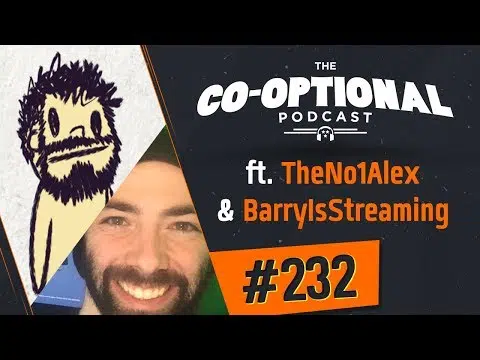 THE
CO-OPTIONAL
PODCAST
ft. TheNo1Alex
& BarryIsStreaming
#232